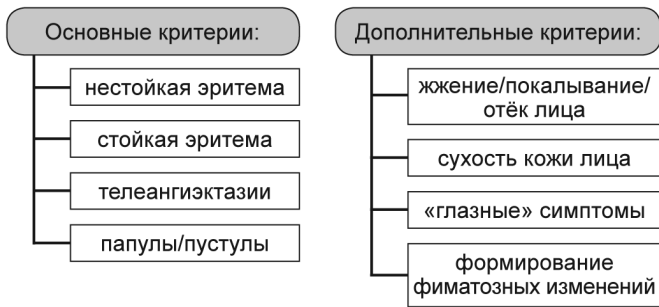 Основные критерии:
нестойкая эритема
стойкая эритема
телеангиэктазии
папулы/пустулы
Дополнительные критерии:
жжение/покалывание/
отёк лица
сухость кожи лица
«глазные» симптомы
формирование
фиматозных изменений